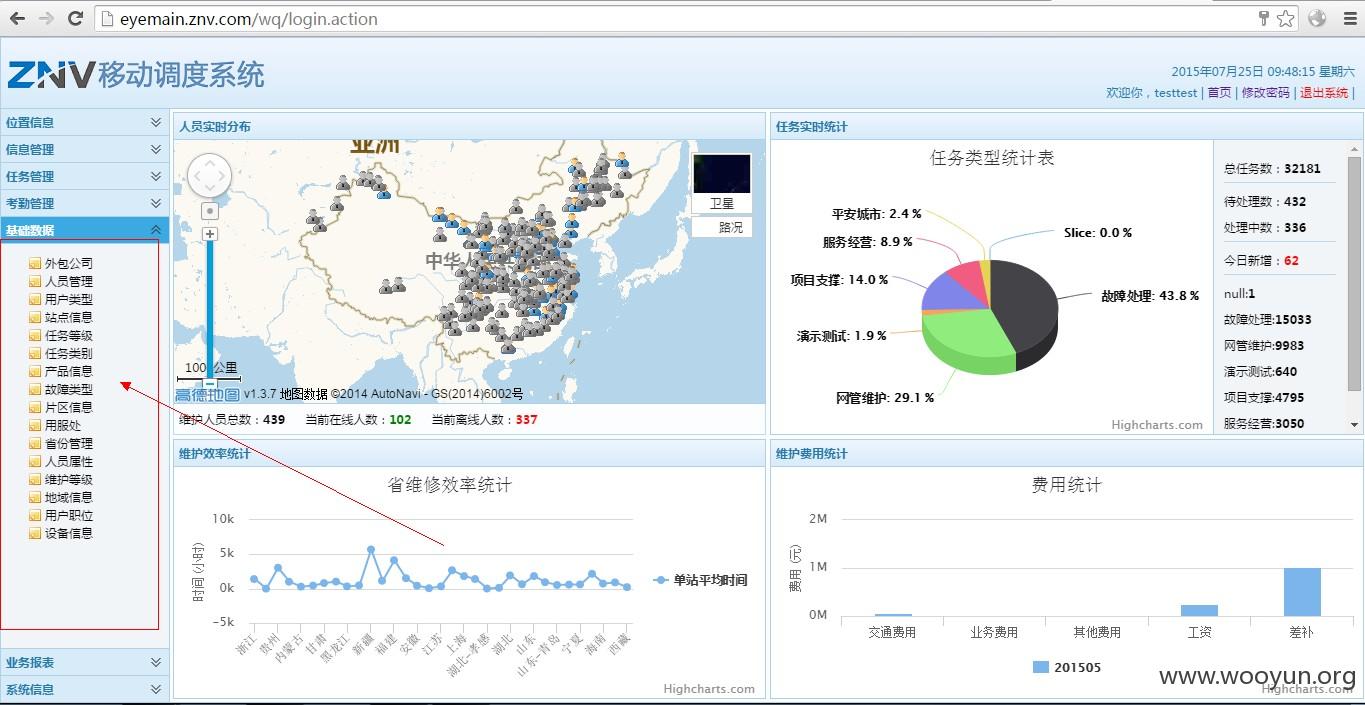 eyemain.znv.com/wq/login.action
ZNV移动调度系统
2015年07月25日 09:48:15 星期六
欢迎你，testtest | 首页 | 修改密码 | 退出系统 |
位置信息
信息管理
任务管理
考勤管理
基础数据
外包公司
人员管理
用户类型
站点信息
任务等级
任务类别
产品信息
故障类型
片区信息
用服处
省份管理
人员属性
维护等级
地域信息
用户职位
设备信息
业务报表
系统信息
人员实时分布
亚洲
卫星
路况
中华人
公里
高德地图 v1.3.7 地图数据 ©2014 AutoNavi - GS(2014)6002号
维护人员总数：439 当前在线人数：102 当前离线人数：337
任务实时统计
任务类型统计表
平安城市: 2.4 %
Slice: 0.0 %
服务经营: 8.9 %
项目支撑: 14.0 %
故障处理: 43.8 %
演示测试: 1.9 %
网管维护: 29.1 %
Highcharts.com
总任务数：32181
待处理数：432
处理中数：336
今日新增：62
null:1
故障处理:15033
网管维护:9983
演示测试:640
项目支撑:4795
服务经营:3050
维护效率统计
省维修效率统计
10k
5k
0k
-5k
时间 (小时)
浙江
贵州
内蒙古
甘肃
黑龙江
新疆
福建
安徽
江苏
上海
湖北-孝感
湖北
山东
山东-青岛
宁夏
海南
西藏
单站平均时间
Highcharts.com
维护费用统计
费用统计
2M
1M
0M
费用 (元)
交通费用
业务费用
其他费用
工资
差补
201505
Highcharts.com
www.wooyun.org